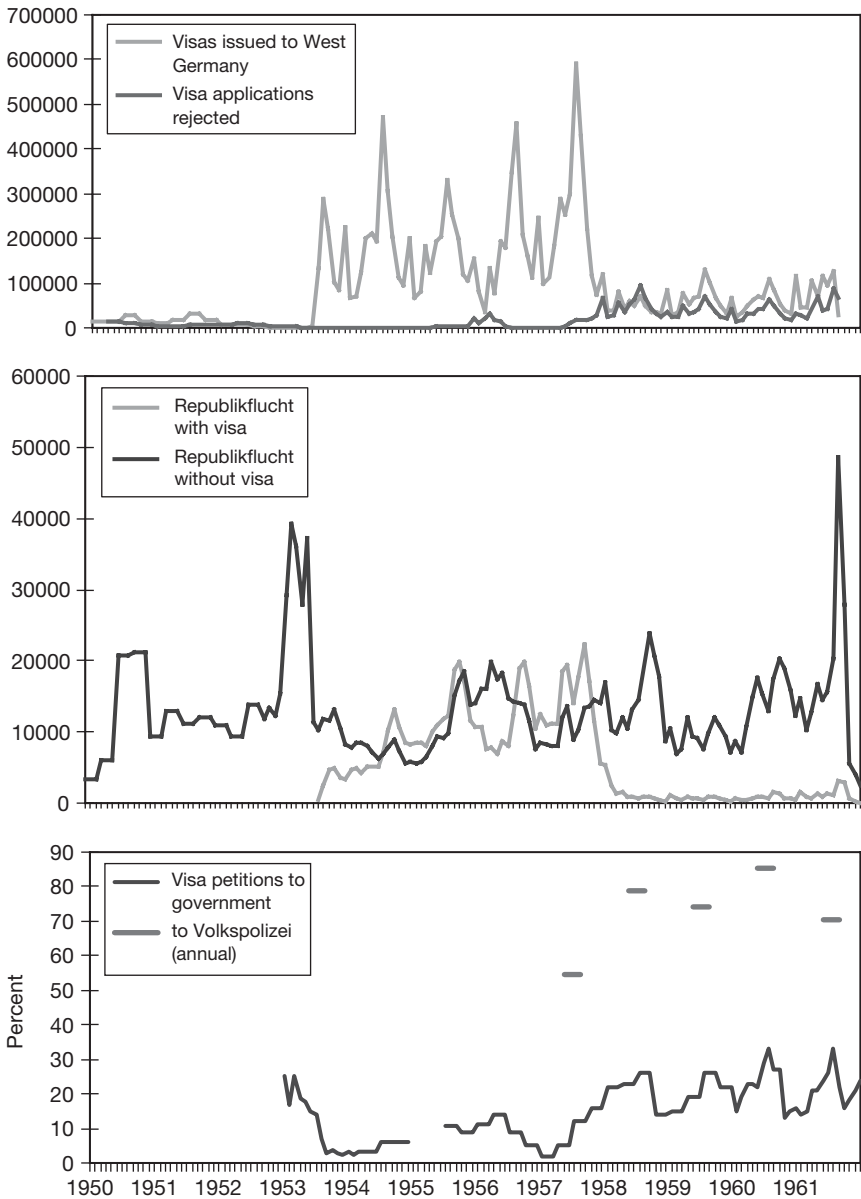 700000
600000
500000
400000
300000
200000
100000
0
Visas issued to West
Germany
Visa applications
rejected
60000
50000
40000
30000
20000
10000
0
Republikflucht
with visa
Republikflucht
without visa
90
80
70
60
50
40
30
20
10
0
Percent
Visa petitions to
government
to Volkspolizei
(annual)
1950 1951 1952 1953 1954 1955 1956 1957 1958 1959 1960 1961